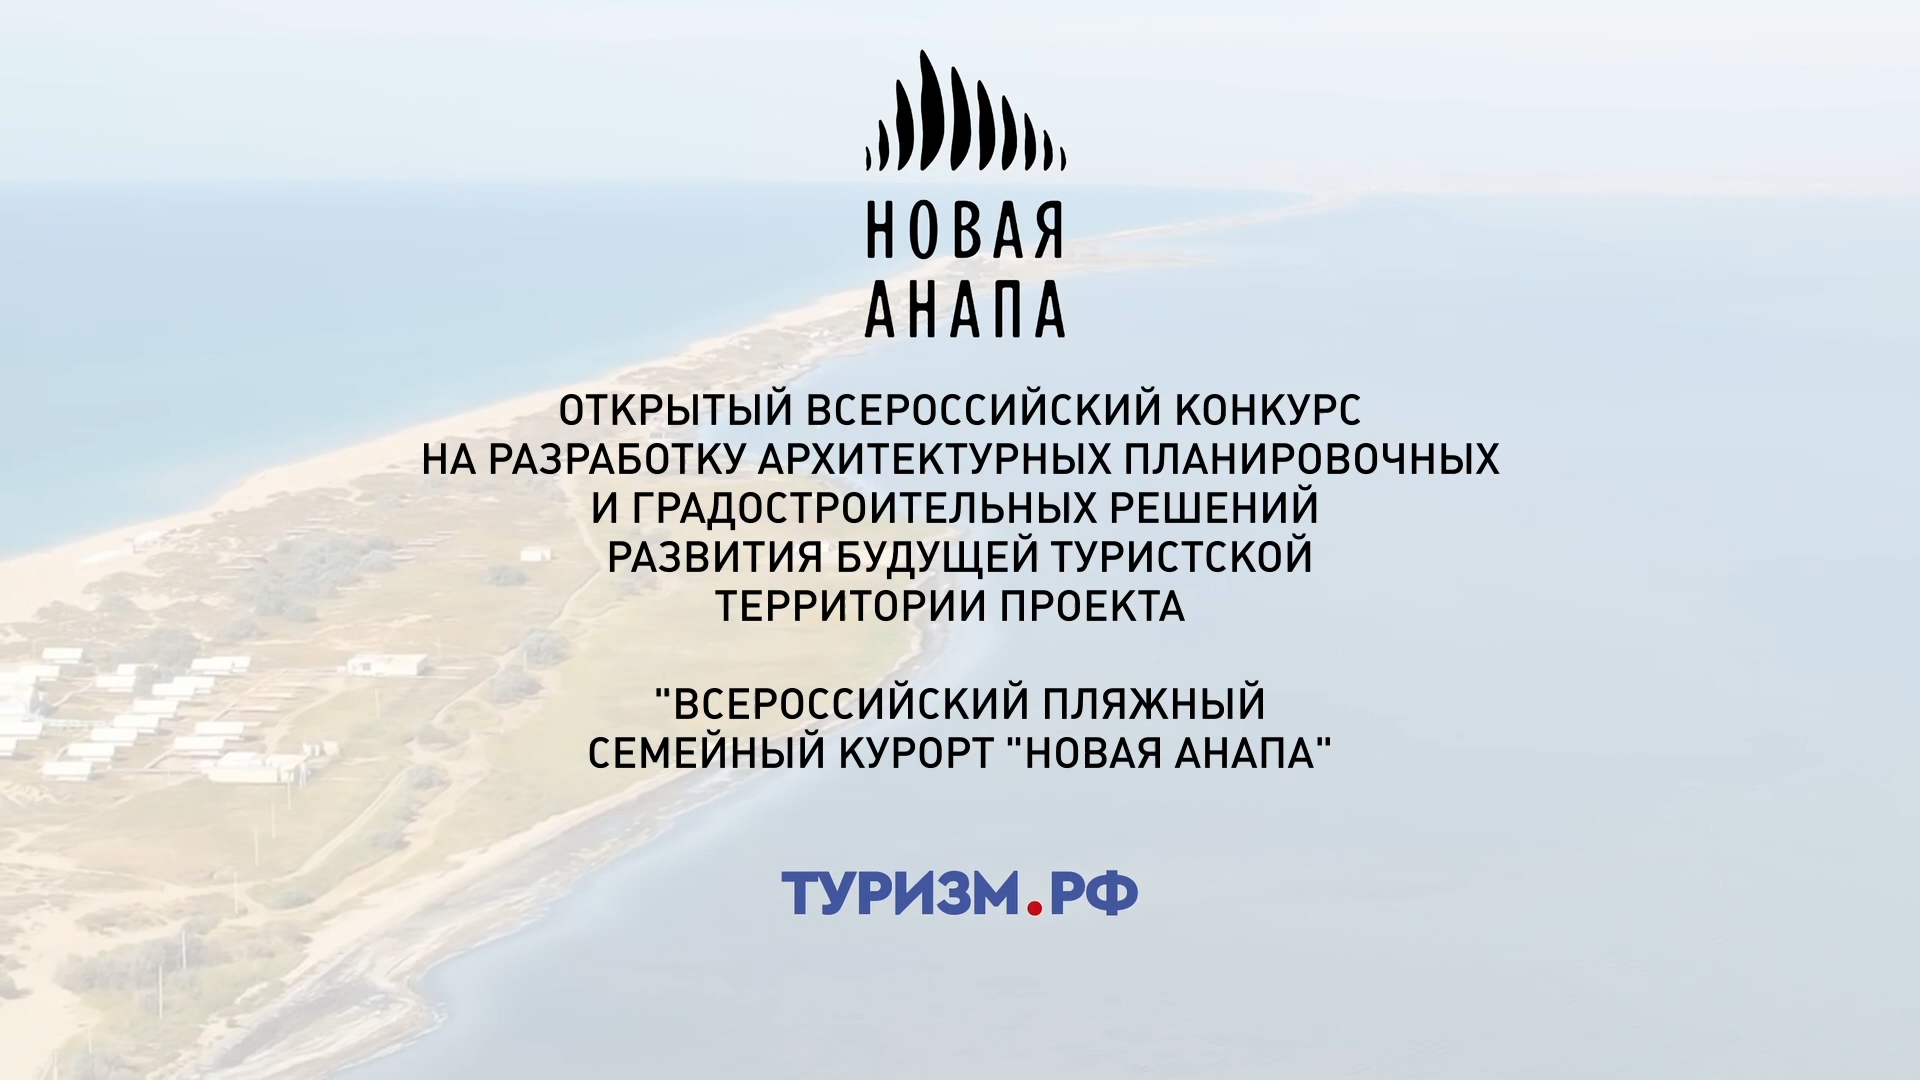 НОВАЯ
АНАПА
ОТКРЫТЫЙ ВСЕРОССИЙСКИЙ КОНКУРС
НА РАЗРАБОТКУ АРХИТЕКТУРНЫХ ПЛАНИРОВОЧНЫХ
И ГРАДОСТРОИТЕЛЬНЫХ РЕШЕНИЙ
РАЗВИТИЯ БУДУЩЕЙ ТУРИСТСКОЙ
ТЕРРИТОРИИ ПРОЕКТА
"ВСЕРОССИЙСКИЙ ПЛЯЖНЫЙ
СЕМЕЙНЫЙ КУРОРТ "НОВАЯ АНАПА"
ТУРИЗМ.РФ